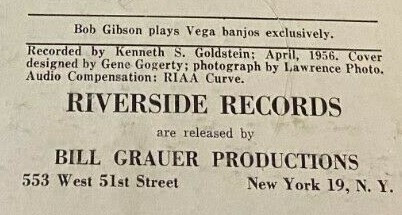 Bob Gibson plays Vega banjos exclusively.
Recorded by Kenneth S. Goldstein; April, 1956. Cover
designed by Gene Gogerty; photograph by Lawrence Photo.
Audio Compensation: RIAA Curve.
RIVERSIDE RECORDS
are released by
BILL GRAUER PRODUCTIONS
553 West 51st Street New York 19, N. Y.